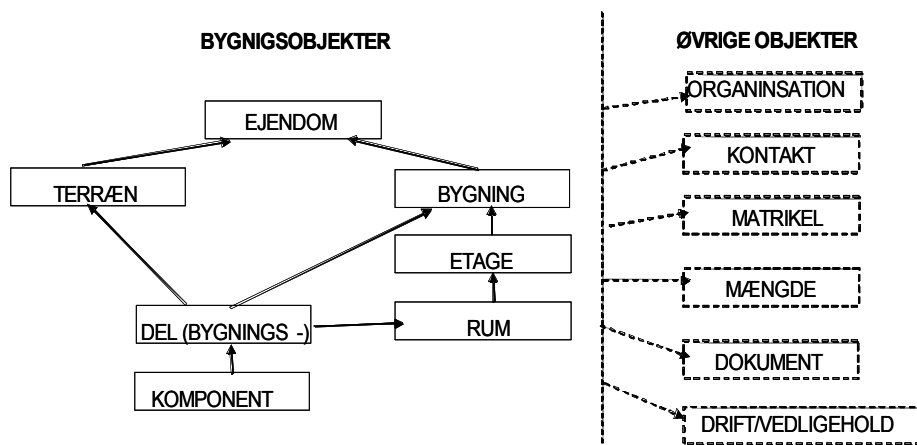 BYGNIGSOBJEKTER
EJENDOM
TERRÆN
BYGNING
ETAGE
DEL (BYGNINGS -)
RUM
KOMPONENT
ØVRIGE OBJEKTER
ORGANINSATION
KONTAKT
MATRIKEL
MÆNGDE
DOKUMENT
DRIFT/VEDLIGEHOLD